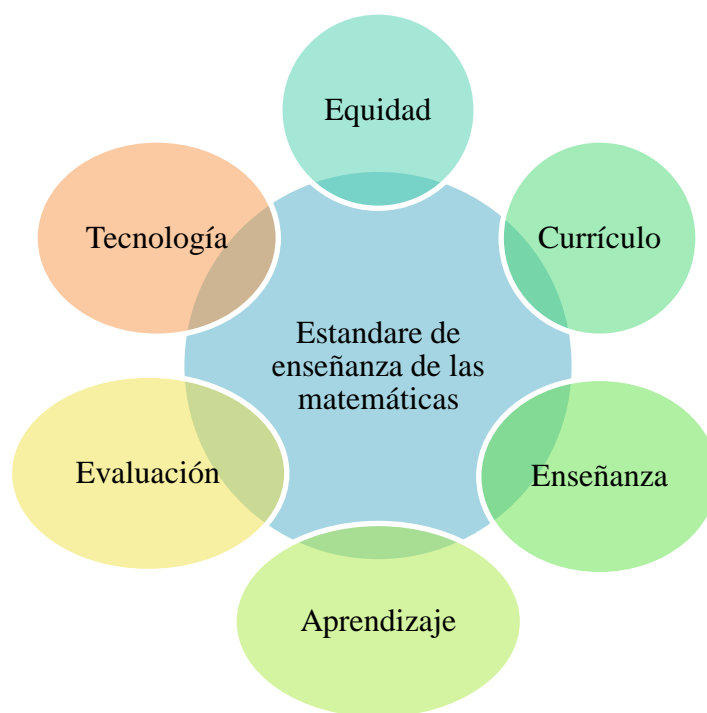 Equidad
Tecnología
Currículo
Estandare de
enseñanza de las
matemáticas
Evaluación
Enseñanza
Aprendizaje